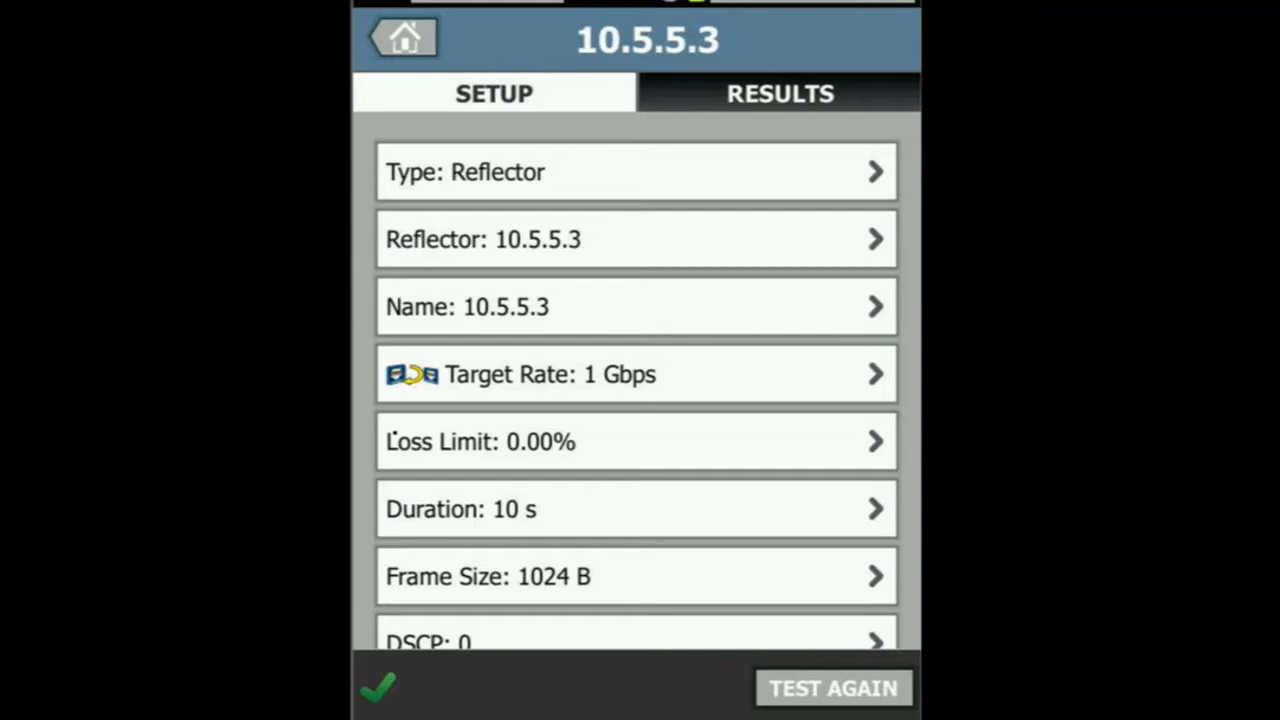 10.5.5.3
SETUP
RESULTS
Type: Reflector
Reflector: 10.5.5.3
Name: 10.5.5.3
Target Rate: 1 Gbps
Loss Limit: 0.00%
Duration: 10 s
Frame Size: 1024 B
DSCP: 0
TEST AGAIN